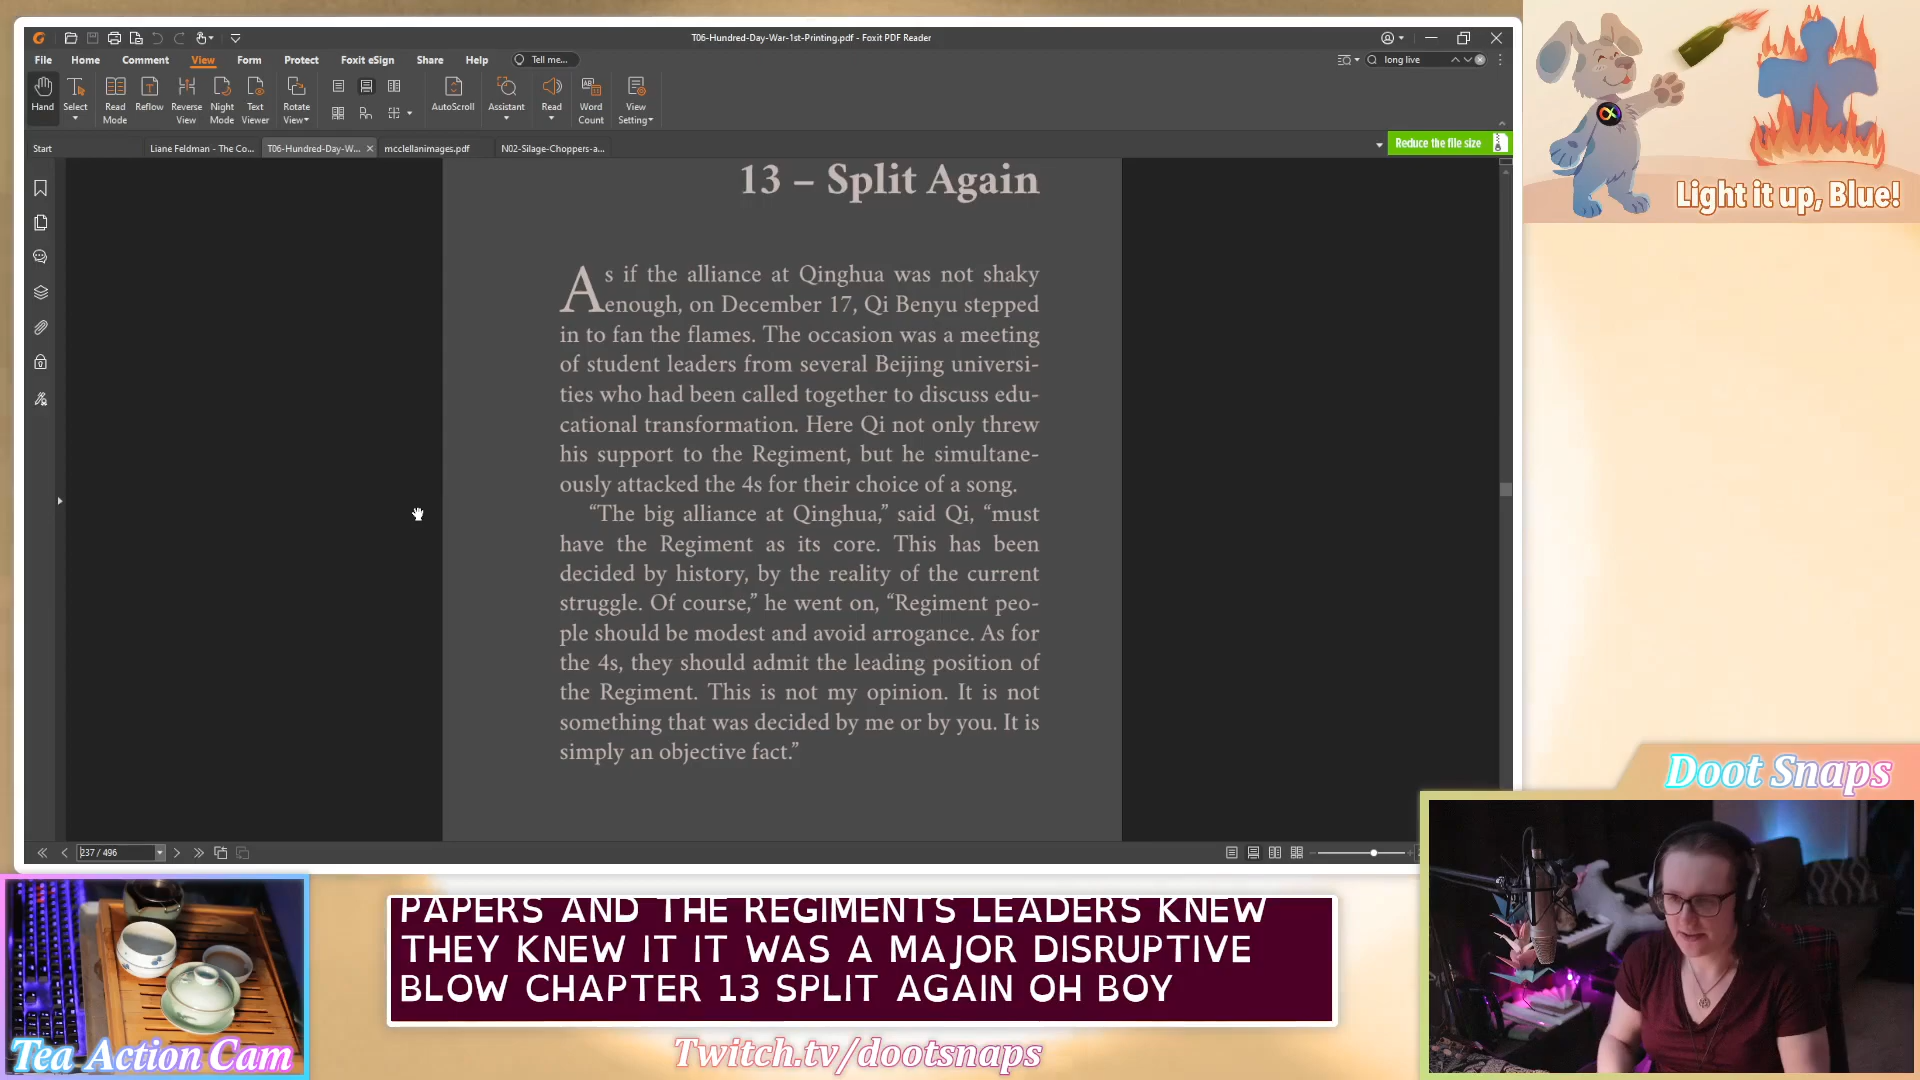 T06-Hundred-Day-War-1st-Printing.pdf - Foxit PDF Reader
File Home Comment View Form Protect Foxit eSign Share Help Tell me... long live
Hand Select Read Mode Reflow Reverse View Night Mode Text Viewer Rotate View AutoScroll Assistant Read Word Count View Setting
Start Liane Feldman - The Co... T06-Hundred-Day-W... mcclellanimages.pdf N02-Silage-Choppers-a... Reduce the file size
13 – Split Again
As if the alliance at Qinghua was not shaky
enough, on December 17, Qi Benyu stepped
in to fan the flames. The occasion was a meeting
of student leaders from several Beijing universi-
ties who had been called together to discuss edu-
cational transformation. Here Qi not only threw
his support to the Regiment, but he simultane-
ously attacked the 4s for their choice of a song.
“The big alliance at Qinghua,” said Qi, “must
have the Regiment as its core. This has been
decided by history, by the reality of the current
struggle. Of course,” he went on, “Regiment peo-
ple should be modest and avoid arrogance. As for
the 4s, they should admit the leading position of
the Regiment. This is not my opinion. It is not
something that was decided by me or by you. It is
simply an objective fact.”
237 / 496
Light it up, Blue!
Doot Snaps
PAPERS AND THE REGIMENTS LEADERS KNEW
THEY KNEW IT IT WAS A MAJOR DISRUPTIVE
BLOW CHAPTER 13 SPLIT AGAIN OH BOY
Tea Action Cam
Twitch.tv/dootsnaps